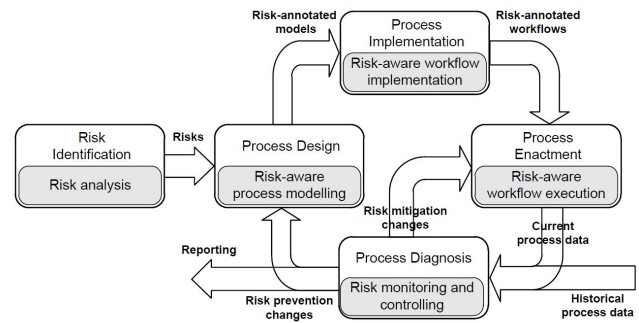 Risk-annotated
models
Process
Implementation
Risk-aware workflow
implementation
Risk-annotated
workflows
Risk
Identification
Risk analysis
Risks
Process Design
Risk-aware
process modelling
Process
Enactment
Risk-aware
workflow execution
Risk mitigation
changes
Current
process data
Reporting
Process Diagnosis
Risk monitoring and
controlling
Risk prevention
changes
Historical
process data